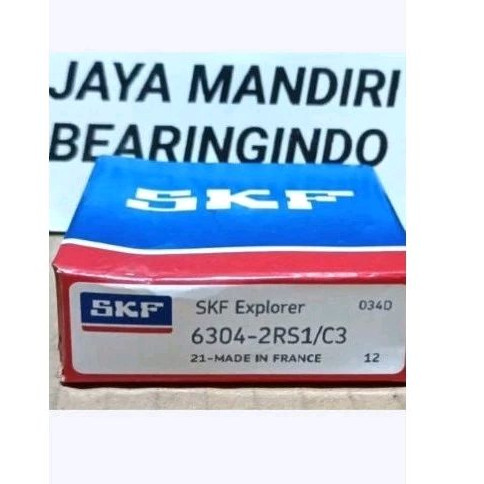 JAYA MANDIRI
BEARINGINDO
SKF
SKF
SKF Explorer 034D
6304-2RS1/C3
21-MADE IN FRANCE 12